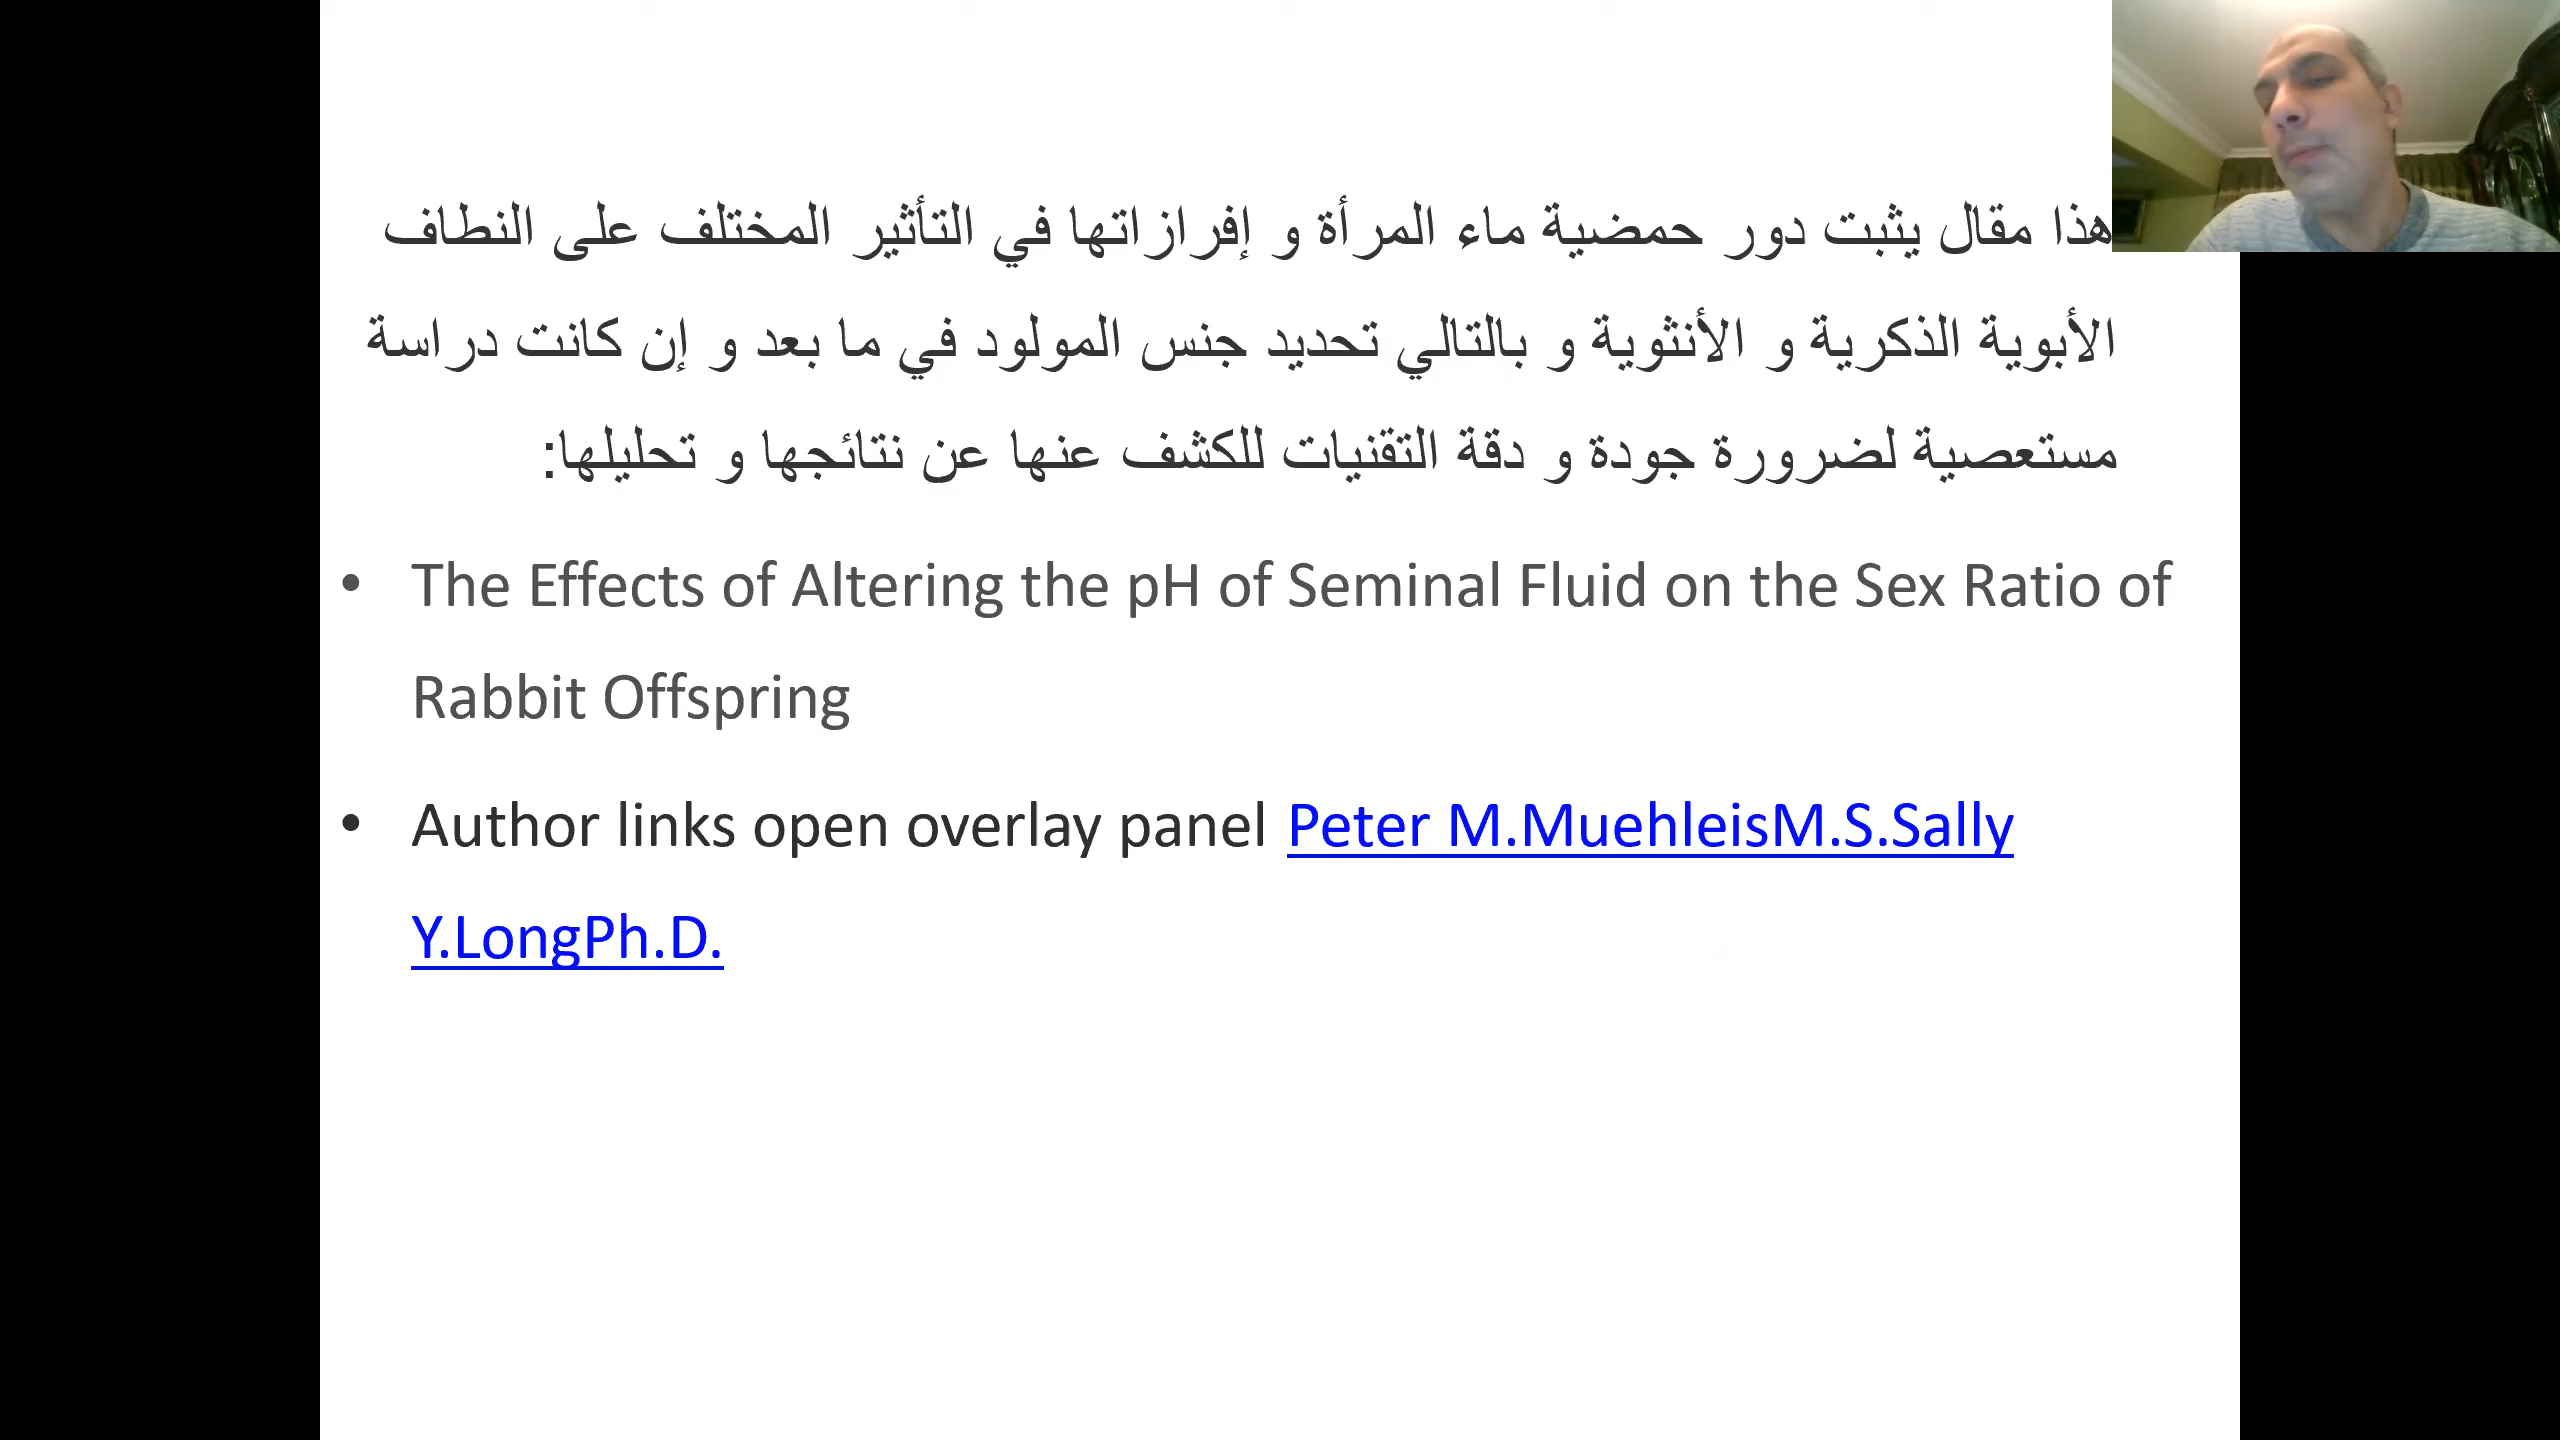 هذا مقال يثبت دور حمضية ماء المرأة و إفرازاتها في التأثير المختلف على النطاف
الأبوية الذكرية و الأنثوية و بالتالي تحديد جنس المولود في ما بعد و إن كانت دراسة
مستعصية لضرورة جودة و دقة التقنيات للكشف عنها عن نتائجها و تحليلها:
• The Effects of Altering the pH of Seminal Fluid on the Sex Ratio of
Rabbit Offspring
• Author links open overlay panel Peter M.MuehleisM.S.Sally
Y.LongPh.D.